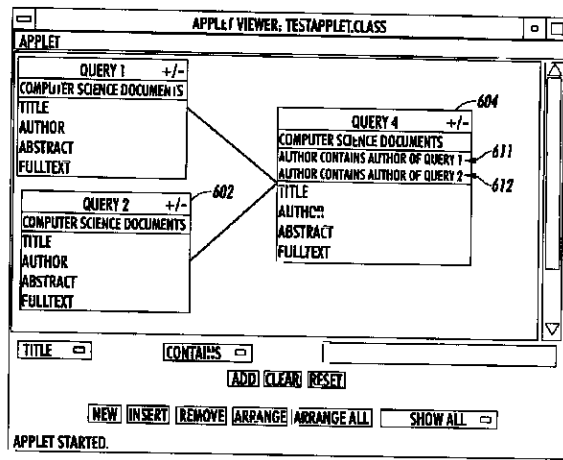 APPLET VIEWER; TESTAPPLET.CLASS
APPLET
QUERY 1 +/-
COMPUTER SCIENCE DOCUMENTS
TITLE
AUTHOR
ABSTRACT
FULLTEXT
QUERY 2 +/-
602
COMPUTER SCIENCE DOCUMENTS
TITLE
AUTHOR
ABSTRACT
FULLTEXT
604
QUERY 4 +/-
COMPUTER SCIENCE DOCUMENTS
AUTHOR CONTAINS AUTHOR OF QUERY 1 611
AUTHOR CONTAINS AUTHOR OF QUERY 2 612
TITLE
AUTHOR
ABSTRACT
FULLTEXT
TITLE CONTAINS
ADD CLEAR RESET
NEW INSERT REMOVE ARRANGE ARRANGE ALL SHOW ALL
APPLET STARTED.